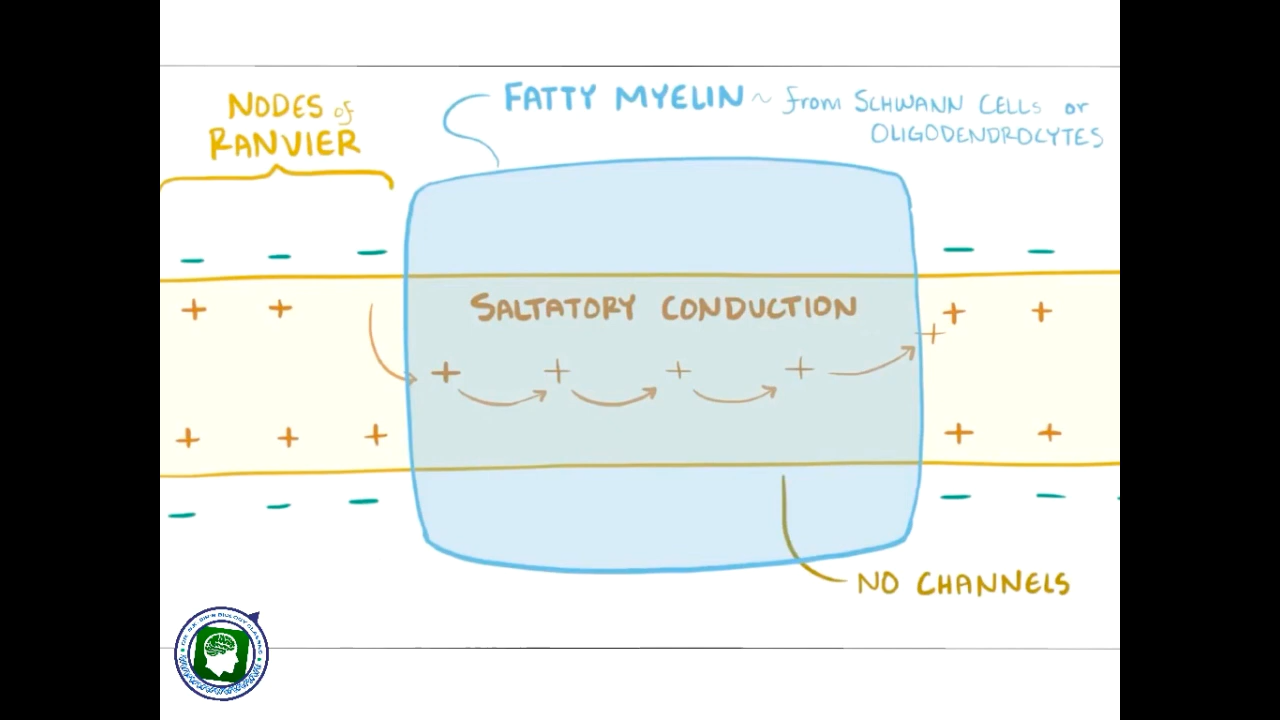 NODES of
RANVIER
FATTY MYELIN ~ from SCHWANN CELLS or
OLIGODENDROCYTES
SALTATORY CONDUCTION
NO CHANNELS